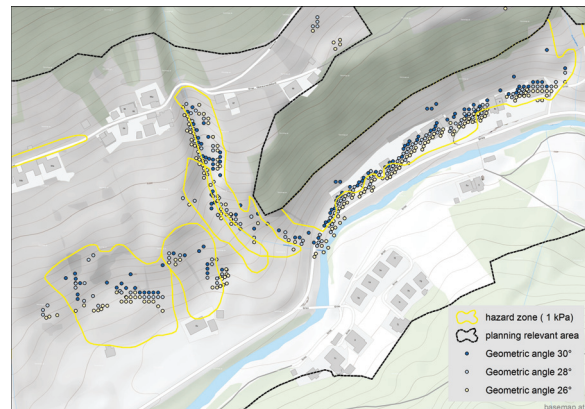 hazard zone ( 1 kPa)
planning relevant area
Geometric angle 30°
Geometric angle 28°
Geometric angle 26°
basemap.at